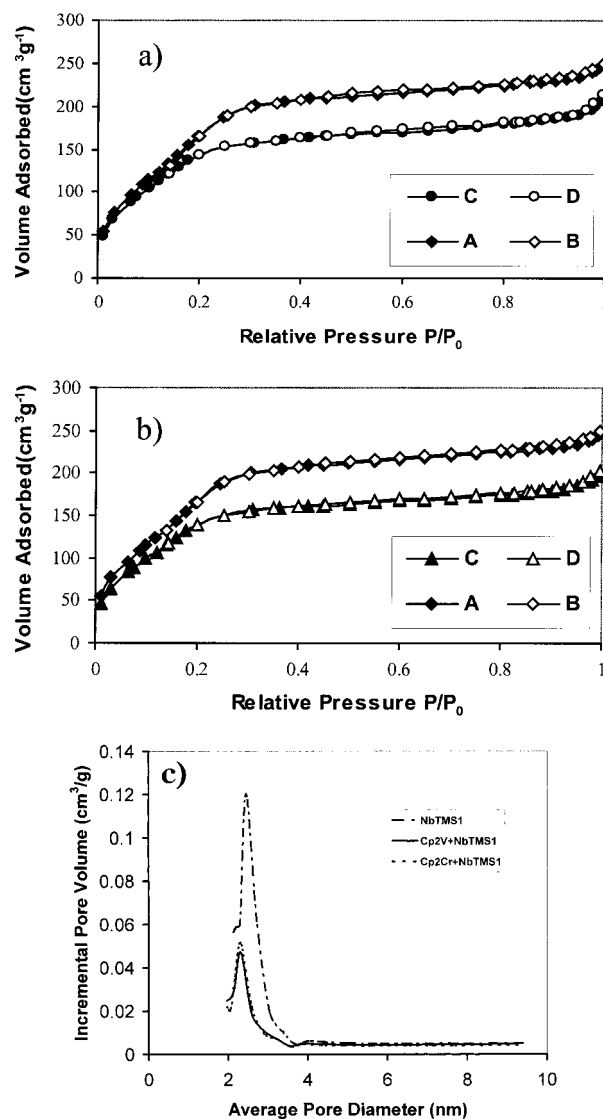 a)
Volume Adsorbed(cm³g⁻¹)
300
250
200
150
100
50
0
C D
A B
0 0.2 0.4 0.6 0.8 1
Relative Pressure P/P₀
b)
Volume Adsorbed(cm³g⁻¹)
300
250
200
150
100
50
0
C D
A B
0 0.2 0.4 0.6 0.8 1
Relative Pressure P/P₀
c)
Incremental Pore Volume (cm³/g)
0.14
0.12
0.1
0.08
0.06
0.04
0.02
0
NbTMS1
Cp2V+NbTMS1
Cp2Cr+NbTMS1
0 2 4 6 8 10
Average Pore Diameter (nm)